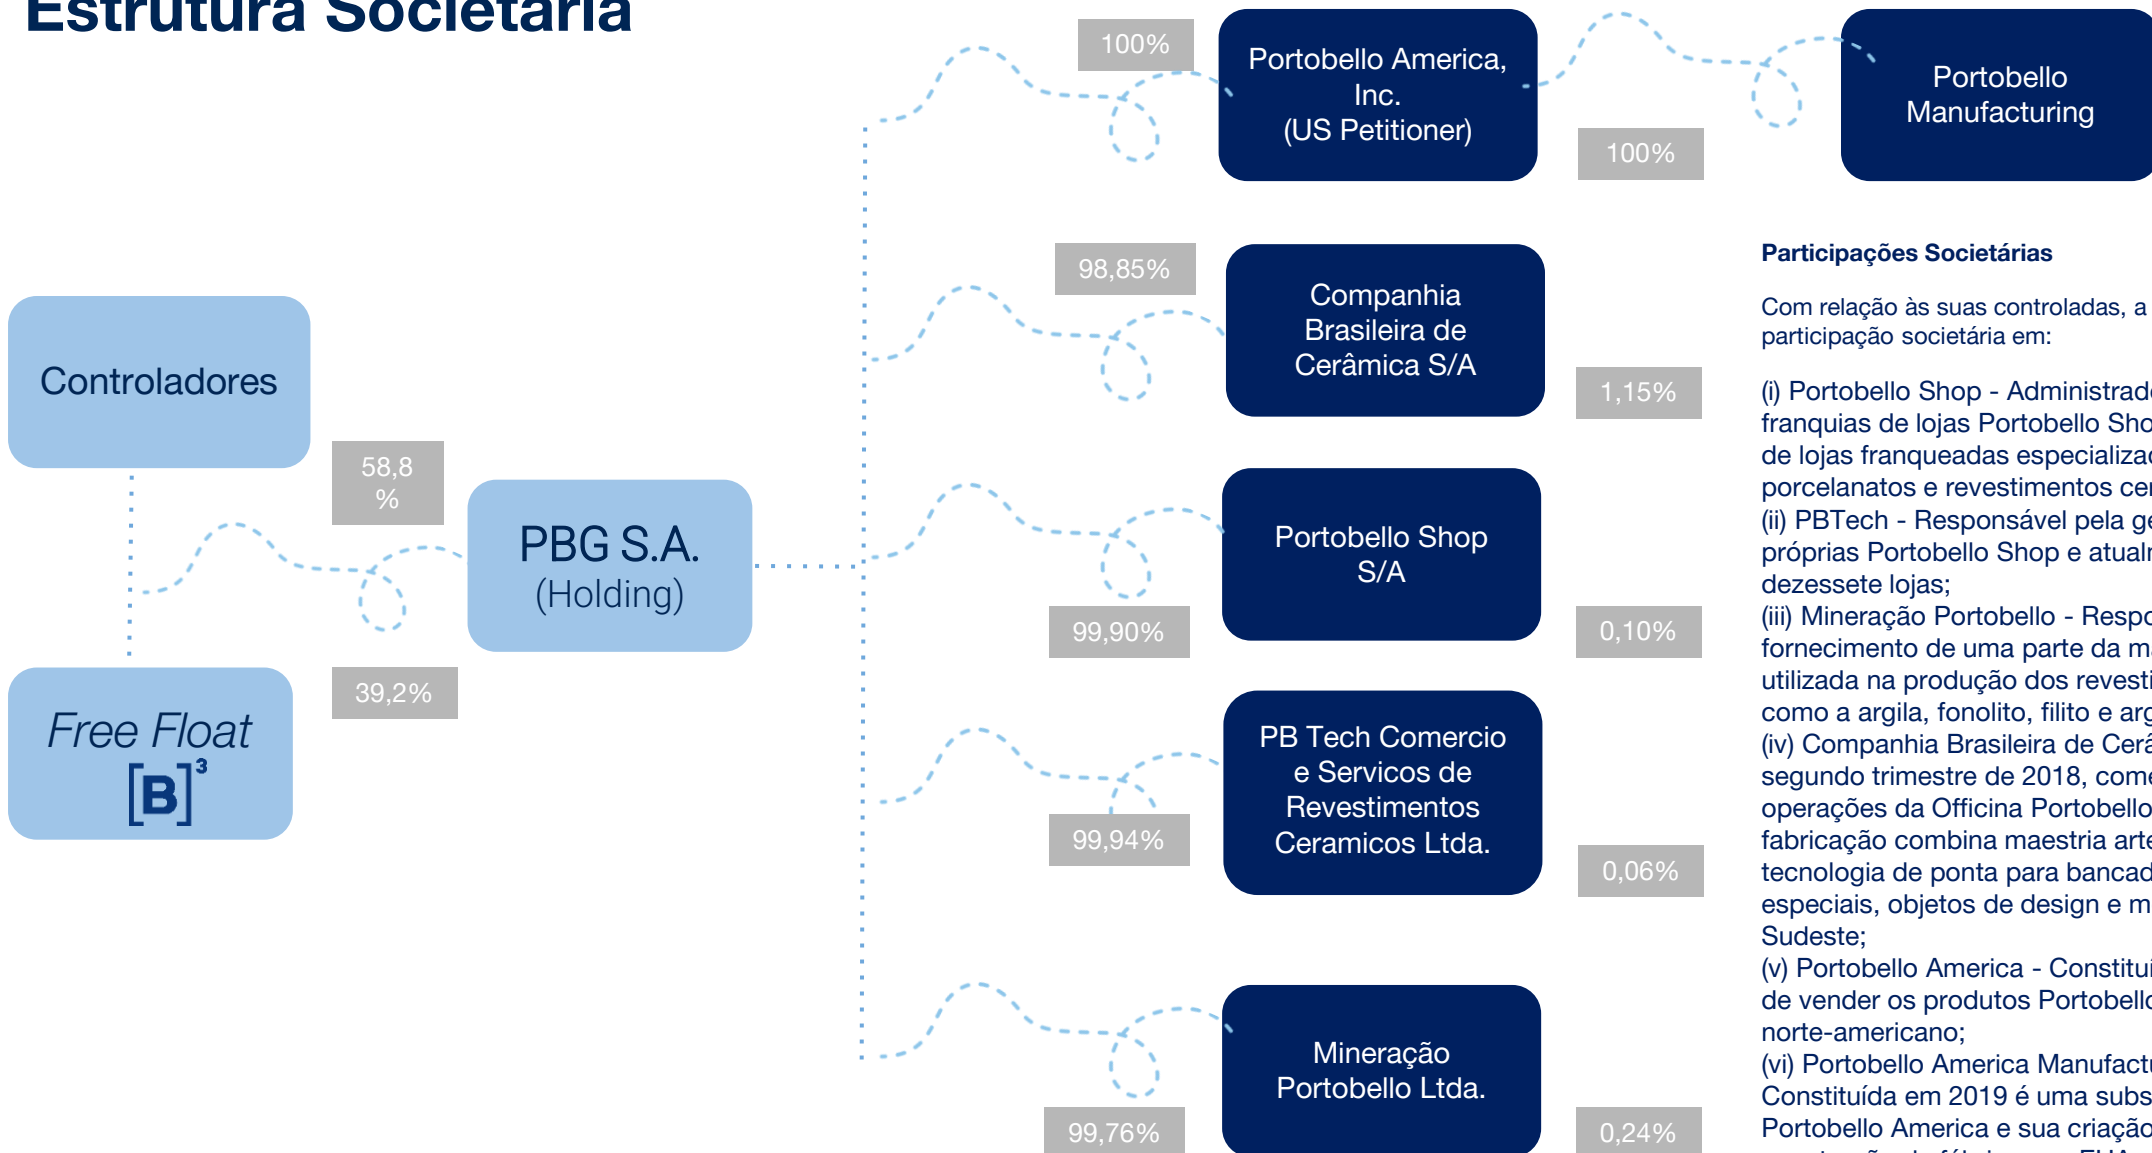 Estrutura Societária
100%
Portobello America,
Inc.
(US Petitioner)
100%
Portobello
Manufacturing
98,85%
Companhia
Brasileira de
Cerâmica S/A
1,15%
Controladores
58,8
%
PBG S.A.
(Holding)
39,2%
Free Float
[B]³
Portobello Shop
S/A
99,90%
0,10%
PB Tech Comercio
e Servicos de
Revestimentos
Ceramicos Ltda.
99,94%
0,06%
Mineração
Portobello Ltda.
99,76%
0,24%
Participações Societárias
Com relação às suas controladas, a
participação societária em:
(i) Portobello Shop - Administrad
franquias de lojas Portobello Sho
de lojas franqueadas especializa
porcelanatos e revestimentos cer
(ii) PBTech - Responsável pela ge
próprias Portobello Shop e atualm
dezessete lojas;
(iii) Mineração Portobello - Respo
fornecimento de uma parte da ma
utilizada na produção dos revesti
como a argila, fonolito, filito e arg
(iv) Companhia Brasileira de Cerâ
segundo trimestre de 2018, come
operações da Officina Portobello
fabricação combina maestria arte
tecnologia de ponta para bancad
especiais, objetos de design e m
Sudeste;
(v) Portobello America - Constituí
de vender os produtos Portobello
norte-americano;
(vi) Portobello America Manufactu
Constituída em 2019 é uma subs
Portobello America e sua criação